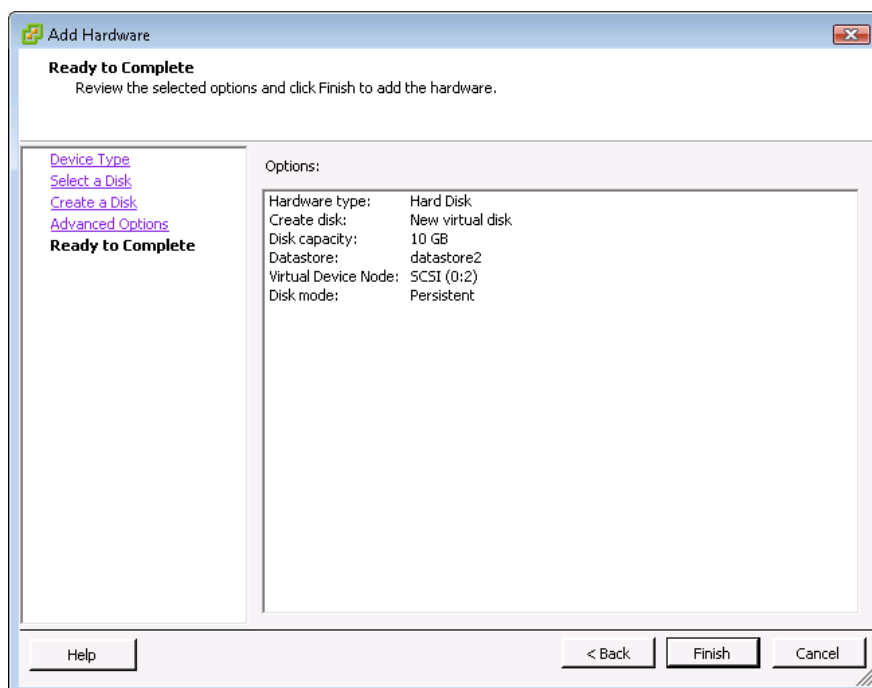 Add Hardware
Ready to Complete
Review the selected options and click Finish to add the hardware.
Device Type
Select a Disk
Create a Disk
Advanced Options
Ready to Complete
Options:
Hardware type: Hard Disk
Create disk: New virtual disk
Disk capacity: 10 GB
Datastore: datastore2
Virtual Device Node: SCSI (0:2)
Disk mode: Persistent
Help
< Back
Finish
Cancel